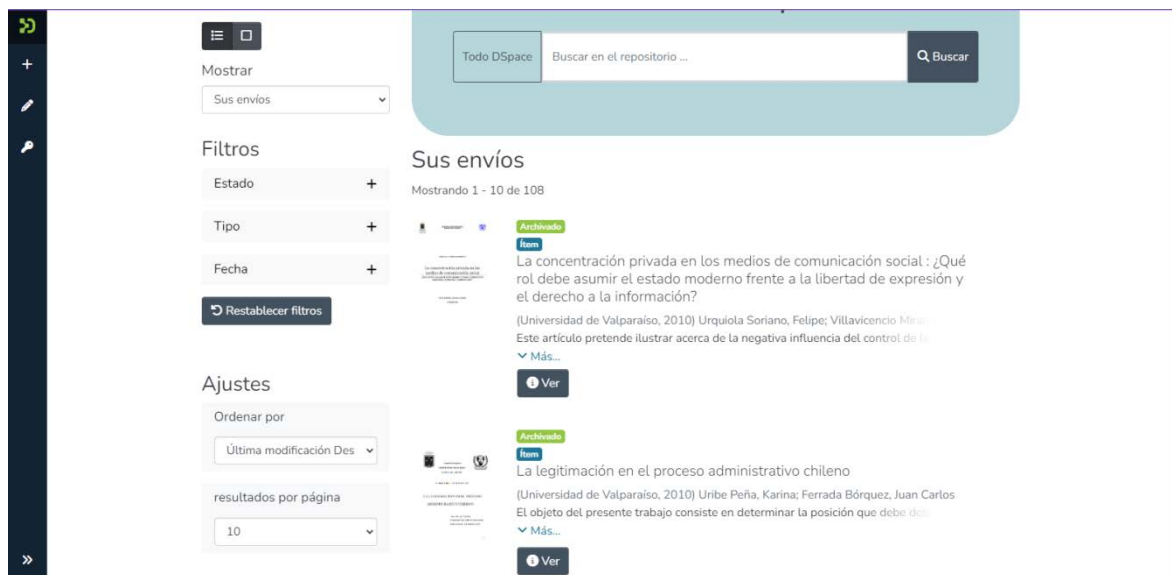 Mostrar
Sus envíos
Filtros
Estado
Tipo
Fecha
Restablecer filtros
Ajustes
Ordenar por
Última modificación Des
resultados por página
10
Todo DSpace
Buscar en el repositorio ...
Buscar
Sus envíos
Mostrando 1 - 10 de 108
Archivado
Ítem
La concentración privada en los medios de comunicación social : ¿Qué
rol debe asumir el estado moderno frente a la libertad de expresión y
el derecho a la información?
(Universidad de Valparaíso, 2010) Urquiola Soriano, Felipe; Villavicencio
Este artículo pretende ilustrar acerca de la negativa influencia del control de
Más...
Ver
Archivado
Ítem
La legitimación en el proceso administrativo chileno
(Universidad de Valparaíso, 2010) Uribe Peña, Karina; Ferrada Bórquez, Juan Carlos
El objeto del presente trabajo consiste en determinar la posición que debe
Más...
Ver